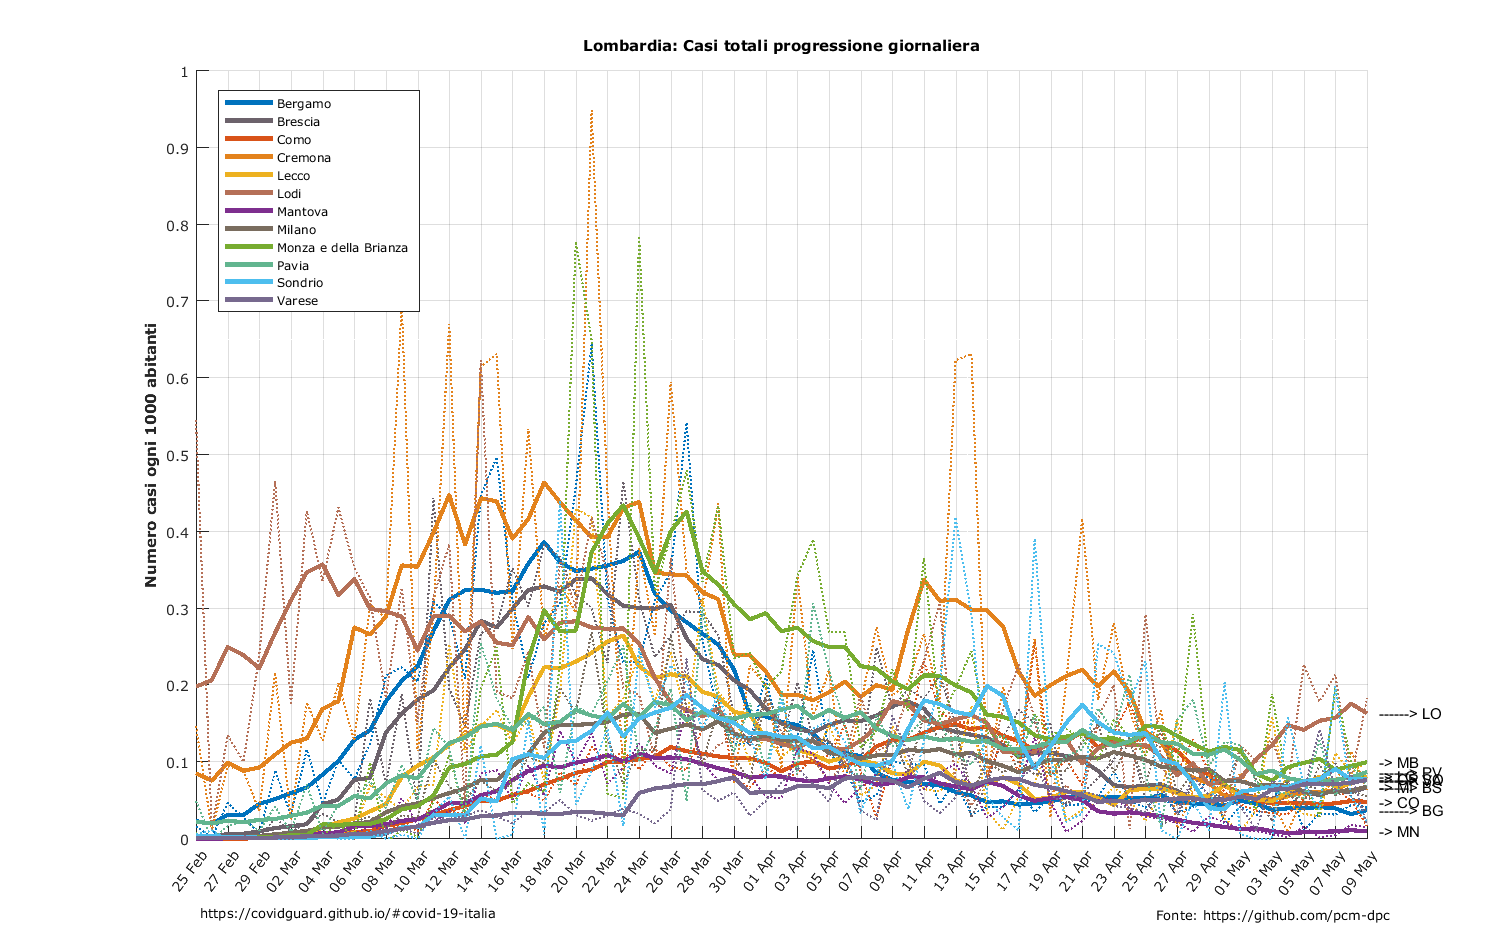 Lombardia: Casi totali progressione giornaliera
Numero casi ogni 1000 abitanti
1
0.9
0.8
0.7
0.6
0.5
0.4
0.3
0.2
0.1
0
Bergamo
Brescia
Como
Cremona
Lecco
Lodi
Mantova
Milano
Monza e della Brianza
Pavia
Sondrio
Varese
------> LO
-> MB
-> CO
------> BG
-> MN
25 Feb
27 Feb
29 Feb
02 Mar
04 Mar
06 Mar
08 Mar
10 Mar
12 Mar
14 Mar
16 Mar
18 Mar
20 Mar
22 Mar
24 Mar
26 Mar
28 Mar
30 Mar
01 Apr
03 Apr
05 Apr
07 Apr
09 Apr
11 Apr
13 Apr
15 Apr
17 Apr
19 Apr
21 Apr
23 Apr
25 Apr
27 Apr
29 Apr
01 May
03 May
05 May
07 May
09 May
https://covidguard.github.io/#covid-19-italia
Fonte: https://github.com/pcm-dpc